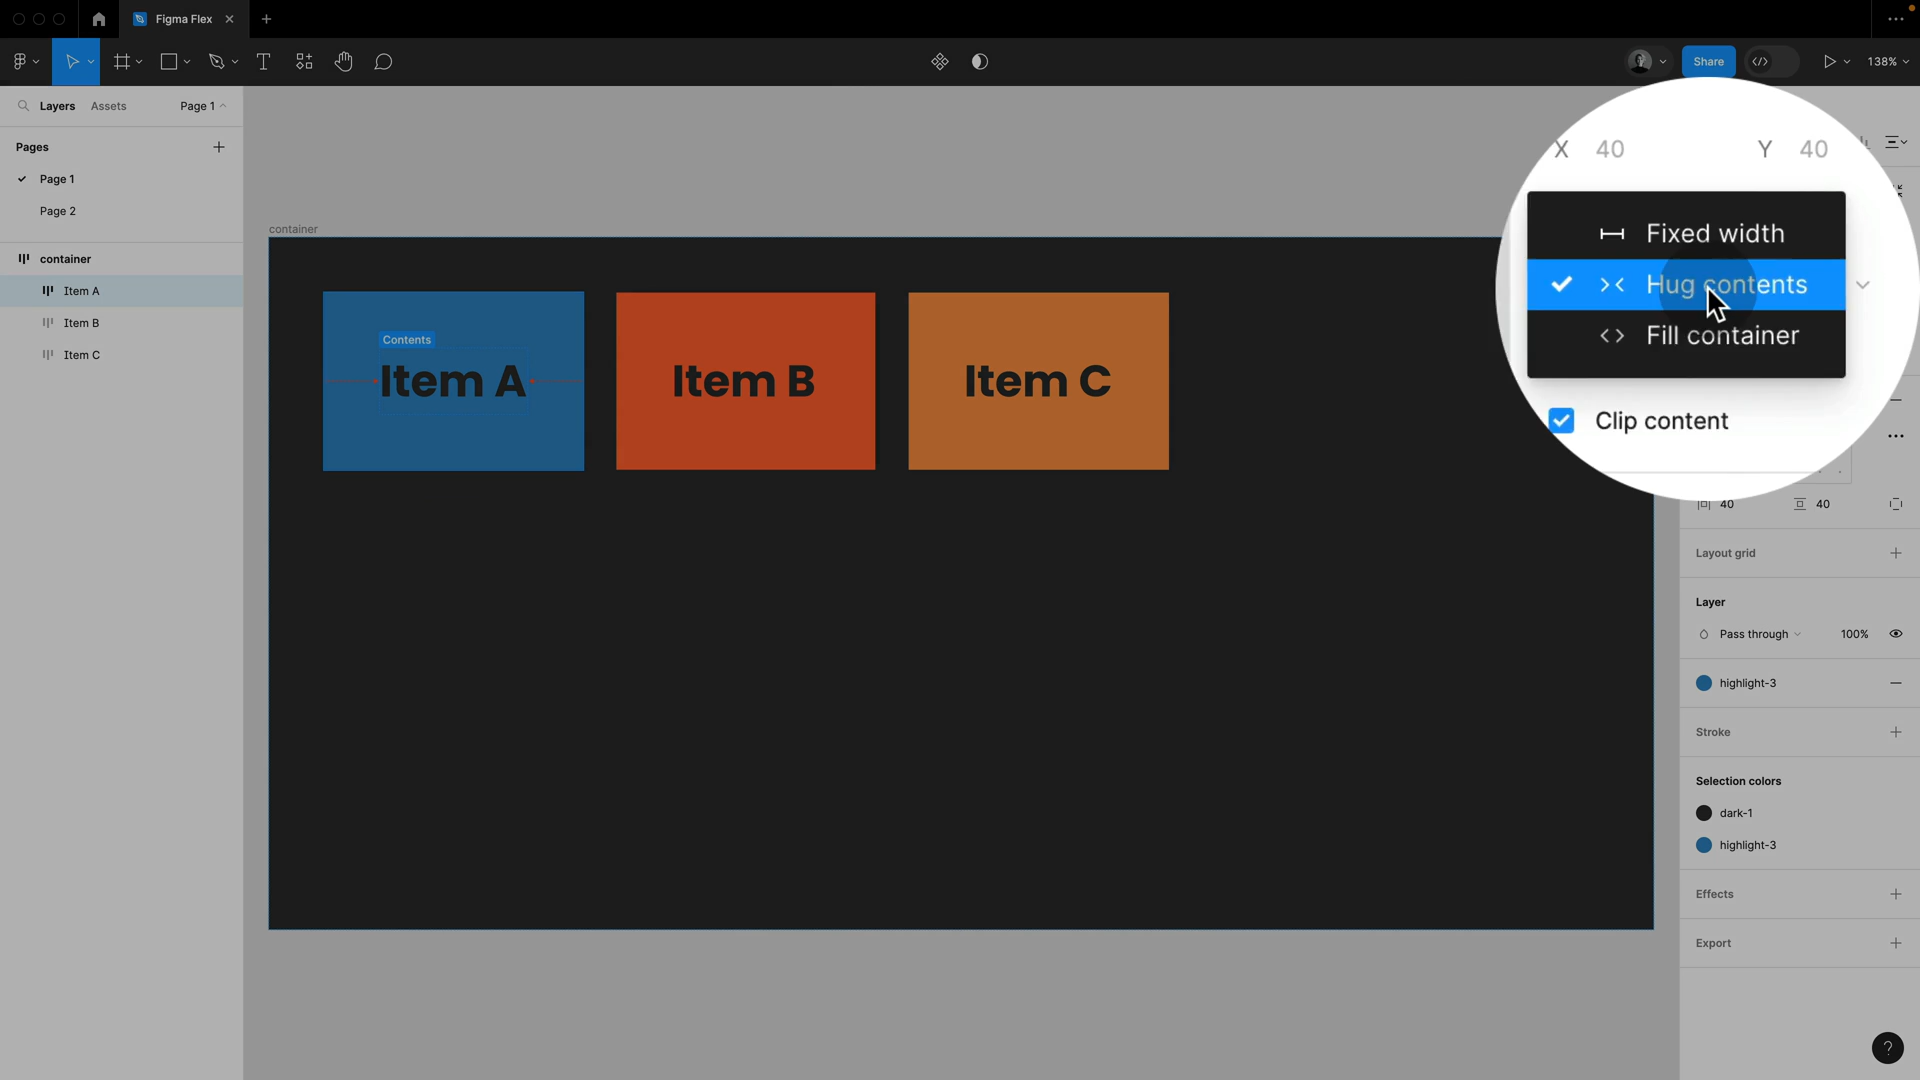 Figma Flex
Share
138%
Layers
Assets
Page 1
Pages
Page 1
Page 2
container
Item A
Item B
Item C
container
Contents
Item A
Item B
Item C
X 40
Y 40
Fixed width
Hug contents
Fill container
Clip content
40
40
Layout grid
Layer
Pass through
100%
highlight-3
Stroke
Selection colors
dark-1
highlight-3
Effects
Export
?